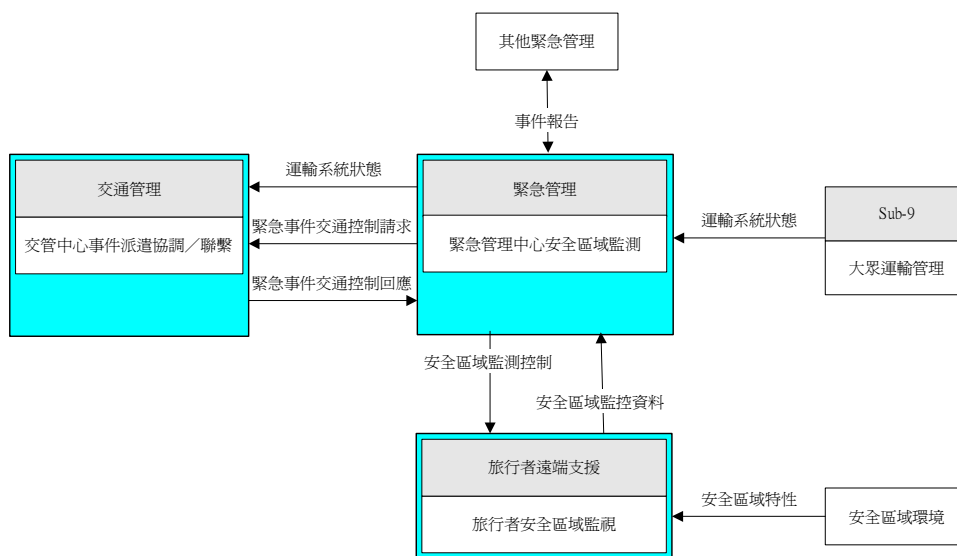 其他緊急管理
事件報告
運輸系統狀態
交通管理
緊急管理
Sub-9
運輸系統狀態
緊急事件交通控制請求
交管中心事件派遣協調／聯繫
緊急管理中心安全區域監測
大眾運輸管理
緊急事件交通控制回應
安全區域監測控制
安全區域監控資料
旅行者遠端支援
安全區域特性
旅行者安全區域監視
安全區域環境